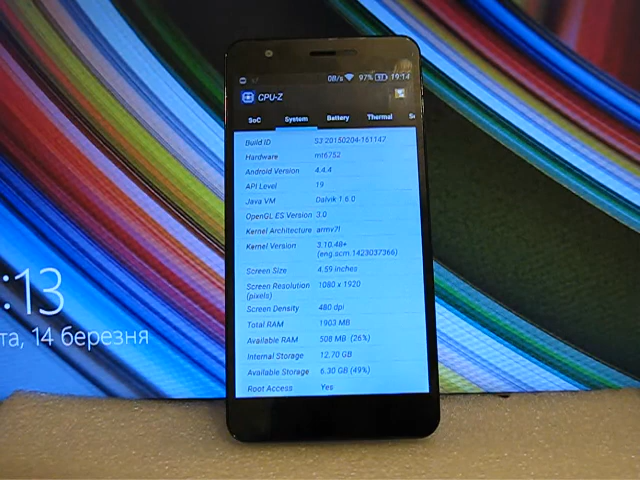 0B/s 97% 19:14
CPU-Z
SoC System Battery Thermal
Build ID S3 20150204-161147
Hardware mt6752
Android Version 4.4.4
API Level 19
Java VM Dalvik 1.6.0
OpenGL ES Version 3.0
Kernel Architecture armv7l
Kernel Version 3.10.48+
(eng.scm.1423037366)
Screen Size 4.59 inches
Screen Resolution 1080 x 1920
(pixels)
Screen Density 480 dpi
Total RAM 1903 MB
Available RAM 508 MB (26%)
Internal Storage 12.70 GB
Available Storage 6.30 GB (49%)
Root Access Yes
:13
та, 14 березня